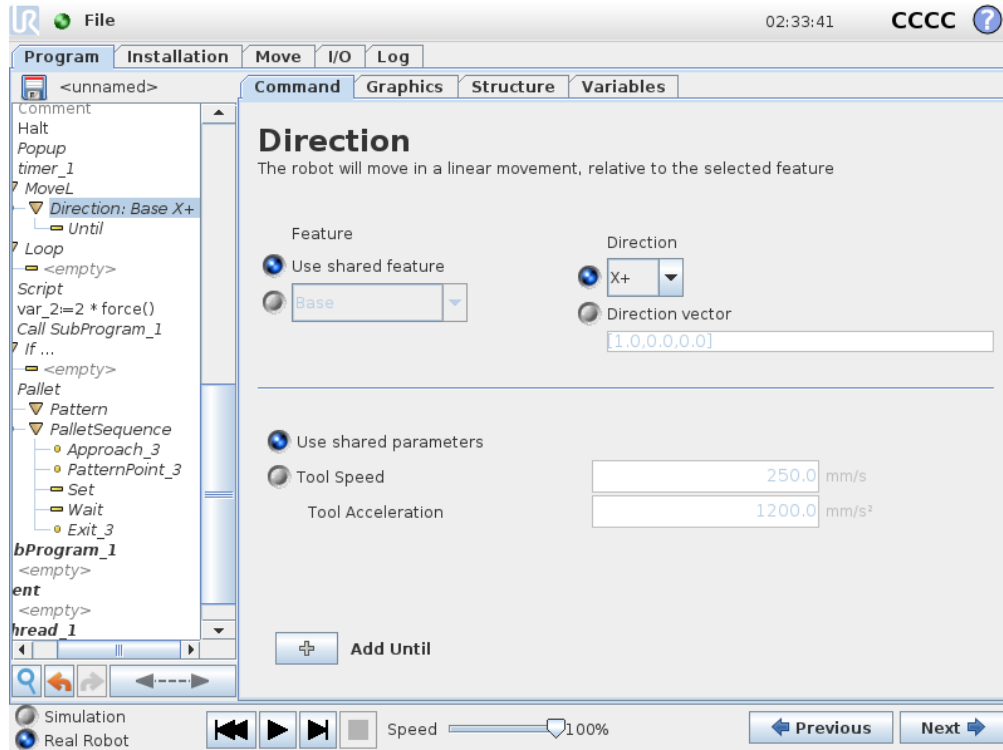 UR File 02:33:41 CCCC ?
Program Installation Move I/O Log
<unnamed> Command Graphics Structure Variables
Comment
Halt
Popup
timer_1
MoveL
Direction: Base X+
Until
Loop
<empty>
Script
var_2:=2 * force()
Call SubProgram_1
If ...
<empty>
Pallet
Pattern
PalletSequence
Approach_3
PatternPoint_3
Set
Wait
Exit_3
bProgram_1
<empty>
ent
<empty>
hread_1
Direction
The robot will move in a linear movement, relative to the selected feature
Feature
Use shared feature
Base
Direction
X+
Direction vector
[1.0,0.0,0.0]
Use shared parameters
Tool Speed 250.0 mm/s
Tool Acceleration 1200.0 mm/s²
Add Until
Simulation
Real Robot
Speed 100%
Previous Next